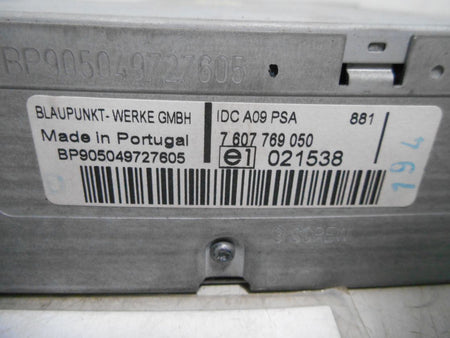 BP905049727605
BLAUPUNKT-WERKE GMBH
Made in Portugal
BP905049727605
IDC A09 PSA 881
7 607 769 050
e1 021538
194